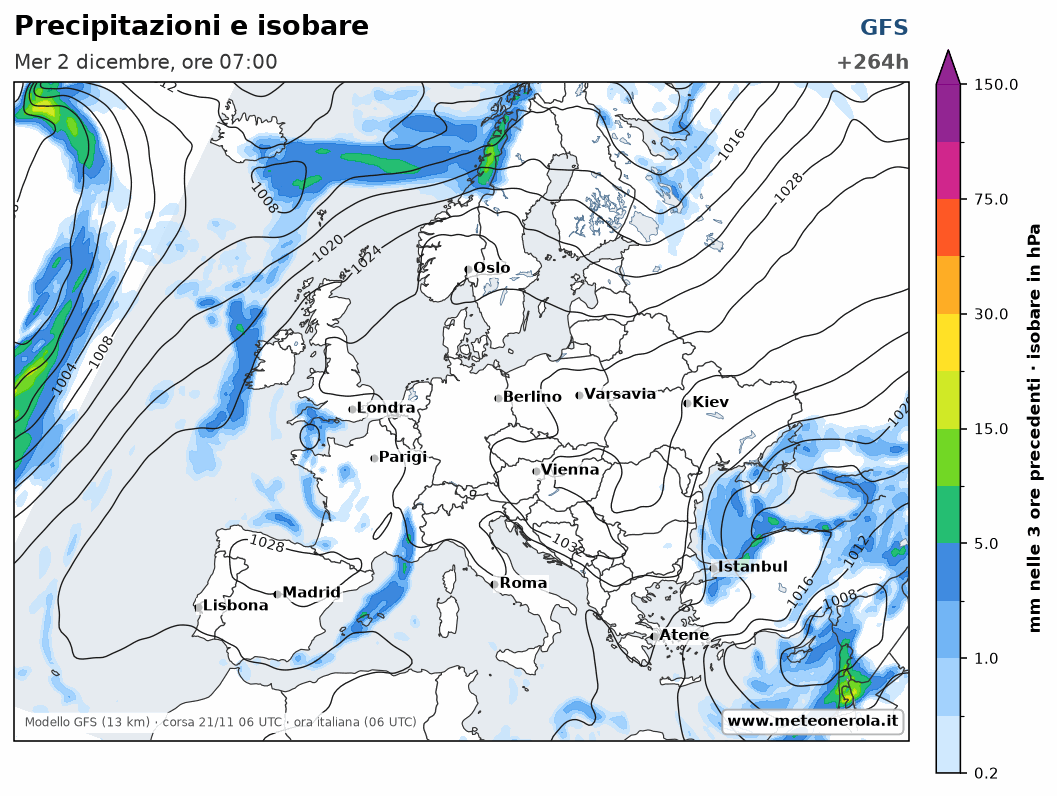 Precipitazioni e isobare
GFS
Mer 2 dicembre, ore 07:00
+264h
12
1008
1020
1024
1016
1028
1004
1008
1028
1016
1012
1008
Oslo
Londra
Berlino
Varsavia
Kiev
Parigi
Vienna
Istanbul
Roma
Madrid
Lisbona
Atene
Modello GFS (13 km) · corsa 21/11 06 UTC · ora italiana (06 UTC)
www.meteonerola.it
150.0
75.0
30.0
15.0
5.0
1.0
0.2
mm nelle 3 ore precedenti · isobare in hPa